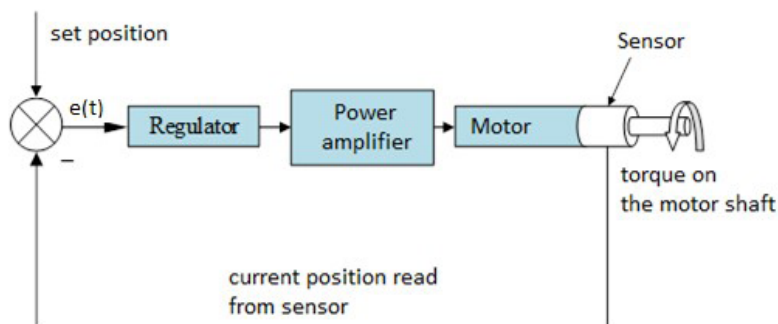 set position
Sensor
e(t)
Regulator
Power
amplifier
Motor
–
torque on
the motor shaft
current position read
from sensor